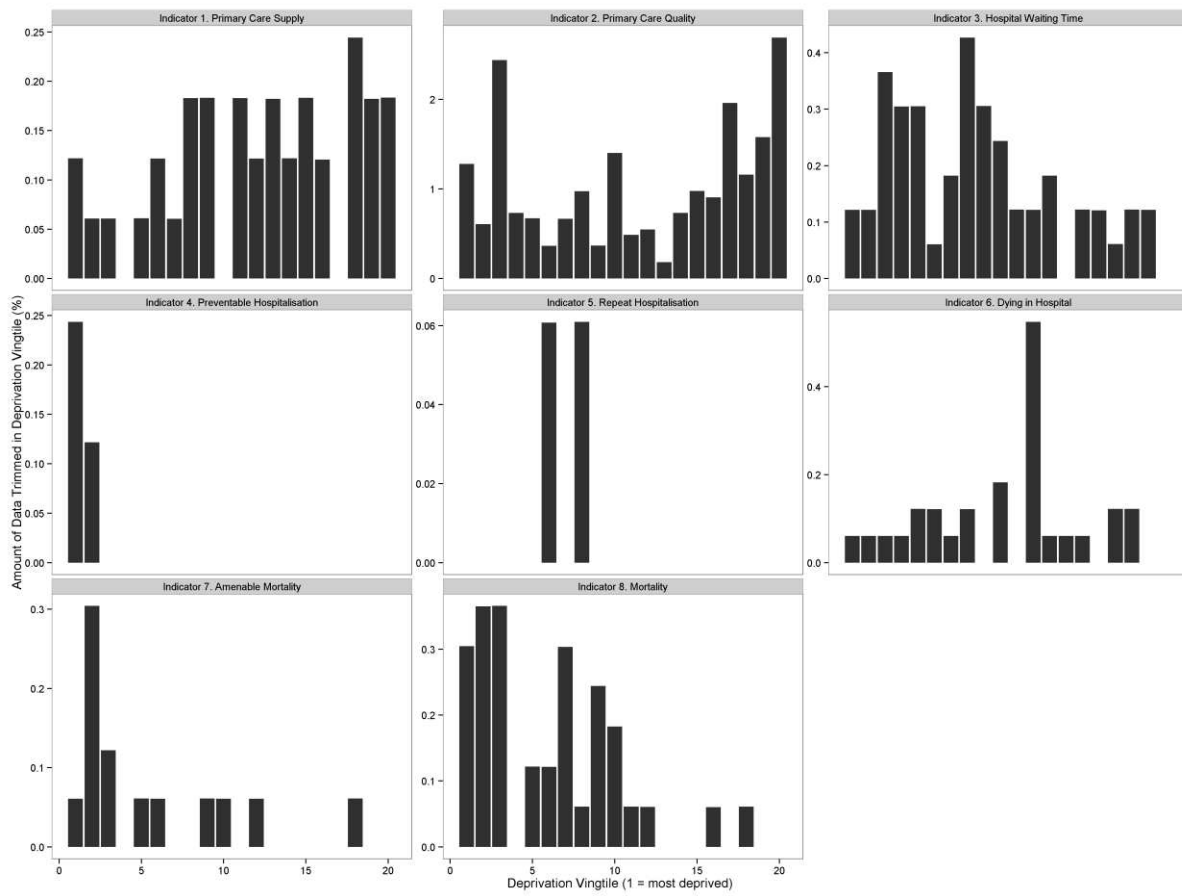 Indicator 1. Primary Care Supply
0.25
0.20
0.15
0.10
0.05
0.00
Indicator 2. Primary Care Quality
2
1
0
Indicator 3. Hospital Waiting Time
0.4
0.3
0.2
0.1
0.0
Amount of Data Trimmed in Deprivation Vingtile (%)
Indicator 4. Preventable Hospitalisation
0.25
0.20
0.15
0.10
0.05
0.00
Indicator 5. Repeat Hospitalisation
0.06
0.04
0.02
0.00
Indicator 6. Dying in Hospital
0.4
0.2
0.0
Indicator 7. Amenable Mortality
0.3
0.2
0.1
0.0
0 5 10 15 20
Indicator 8. Mortality
0.3
0.2
0.1
0.0
0 5 10 15 20
Deprivation Vingtile (1 = most deprived)